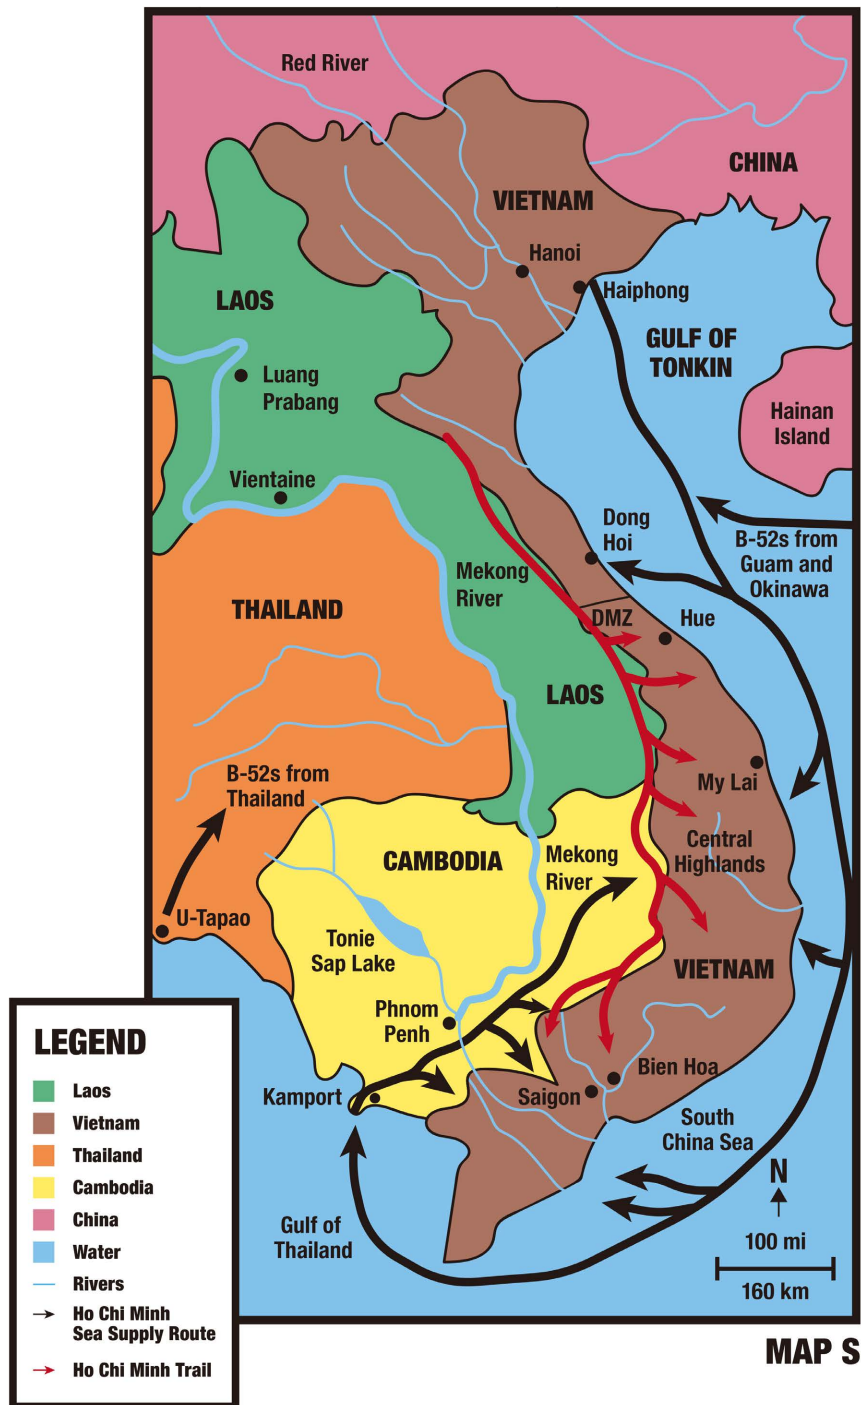 Red River
CHINA
VIETNAM
Hanoi
Haiphong
LAOS
GULF OF
TONKIN
Luang
Prabang
Hainan
Island
Vientaine
Dong
Hoi
B-52s from
Guam and
Okinawa
Mekong
River
THAILAND
DMZ
Hue
LAOS
B-52s from
Thailand
My Lai
Central
Highlands
CAMBODIA
Mekong
River
U-Tapao
Tonie
Sap Lake
VIETNAM
Phnom
Penh
Bien Hoa
Kamport
Saigon
South
China Sea
Gulf of
Thailand
N
100 mi
160 km
LEGEND
Laos
Vietnam
Thailand
Cambodia
China
Water
Rivers
Ho Chi Minh
Sea Supply Route
Ho Chi Minh Trail
MAP S